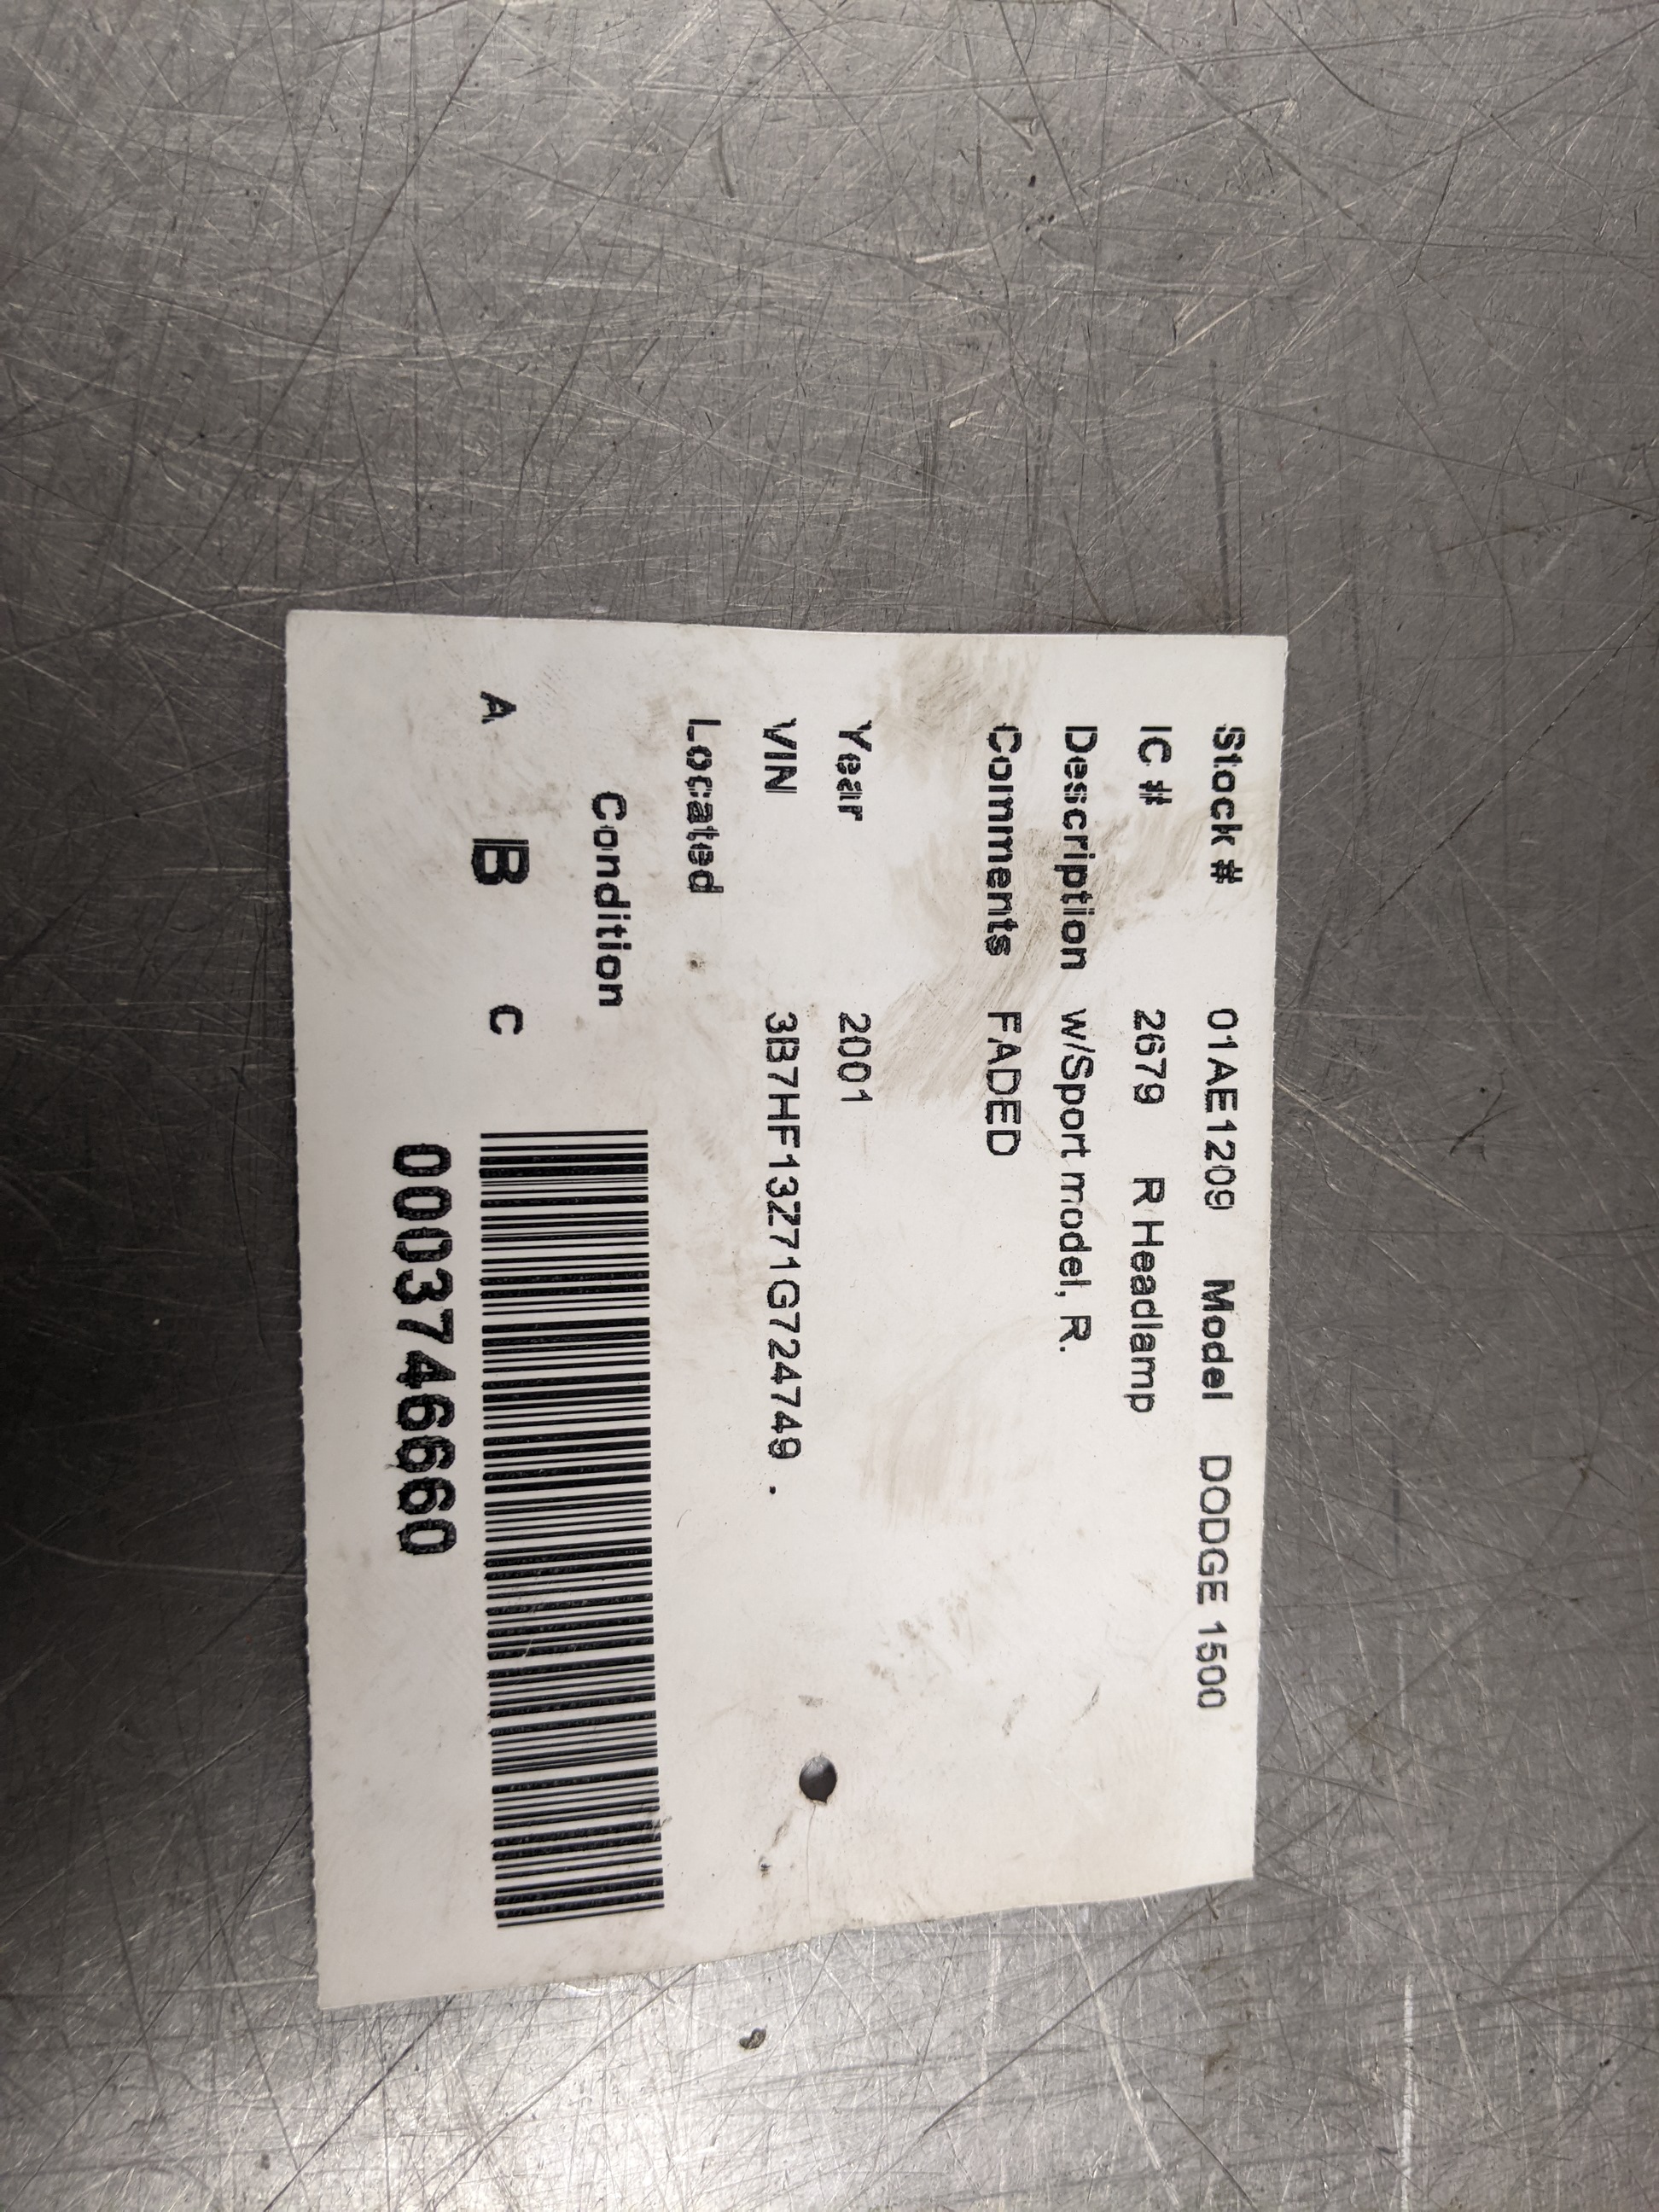 Stock # 01AE1209 Model DODGE 1500
IC # 2679 R Headlamp
Description w/Sport model, R.
Comments FADED
Year 2001
VIN 3B7HF13Z71G724749 .
Located
Condition
A B C
0003746660